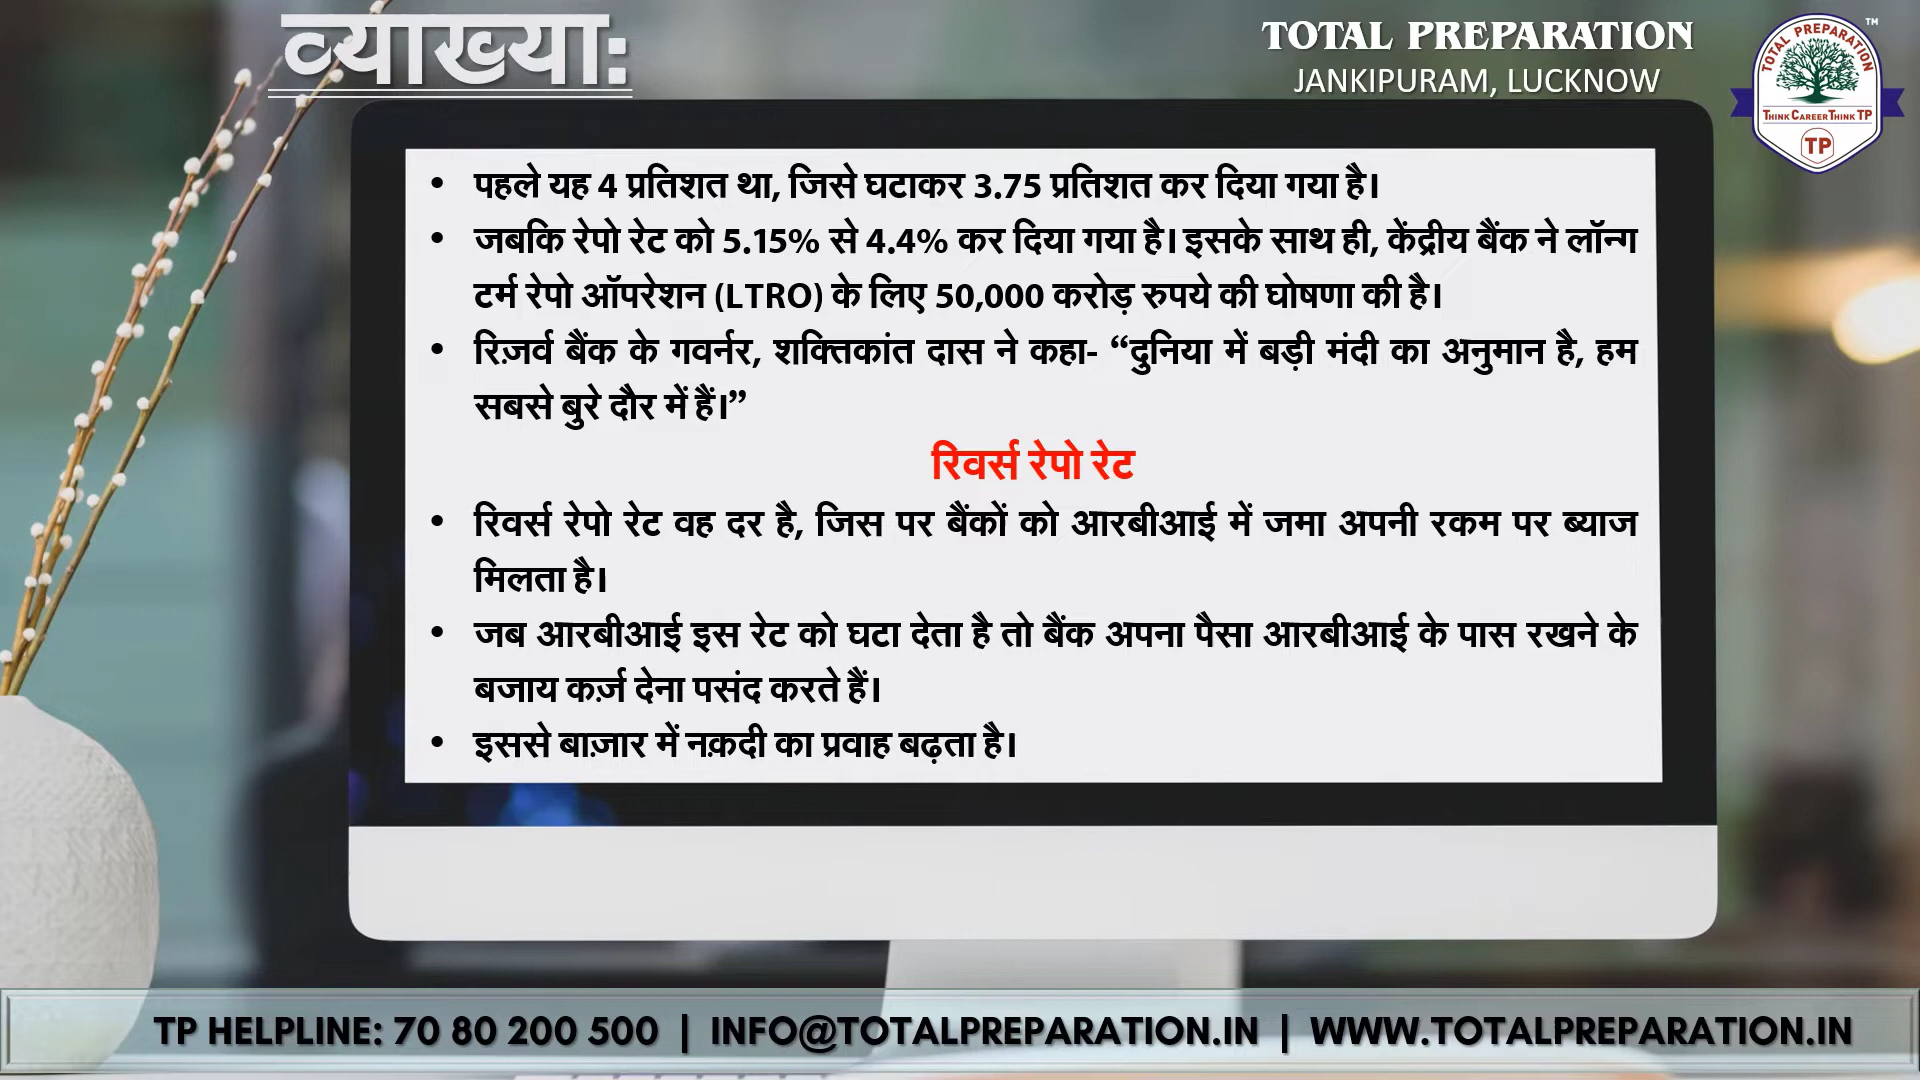 व्याख्या:
TOTAL PREPARATION
JANKIPURAM, LUCKNOW
TM
TOTAL PREPARATION
THINK CAREER THINK TP
TP
• पहले यह 4 प्रतिशत था, जिसे घटाकर 3.75 प्रतिशत कर दिया गया है।
• जबकि रेपो रेट को 5.15% से 4.4% कर दिया गया है। इसके साथ ही, केंद्रीय बैंक ने लॉन्ग
टर्म रेपो ऑपरेशन (LTRO) के लिए 50,000 करोड़ रुपये की घोषणा की है।
• रिज़र्व बैंक के गवर्नर, शक्तिकांत दास ने कहा- “दुनिया में बड़ी मंदी का अनुमान है, हम
सबसे बुरे दौर में हैं।”
रिवर्स रेपो रेट
• रिवर्स रेपो रेट वह दर है, जिस पर बैंकों को आरबीआई में जमा अपनी रकम पर ब्याज
मिलता है।
• जब आरबीआई इस रेट को घटा देता है तो बैंक अपना पैसा आरबीआई के पास रखने के
बजाय कर्ज़ देना पसंद करते हैं।
• इससे बाज़ार में नक़दी का प्रवाह बढ़ता है।
TP HELPLINE: 70 80 200 500 | INFO@TOTALPREPARATION.IN | WWW.TOTALPREPARATION.IN